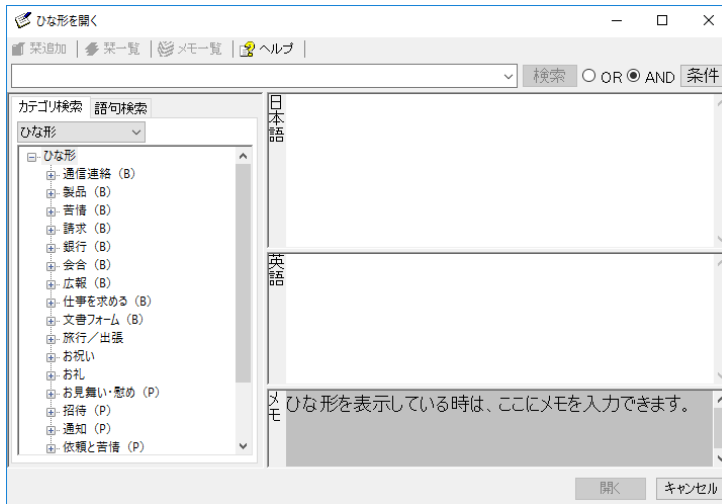 ひな形を開く
栞追加 栞一覧 メモ一覧 ヘルプ
検索 OR AND 条件
カテゴリ検索 語句検索
ひな形
ひな形
通信連絡 (B)
製品 (B)
苦情 (B)
請求 (B)
銀行 (B)
会合 (B)
広報 (B)
仕事を求める (B)
文書フォーム (B)
旅行／出張
お祝い
お礼
お見舞い・慰め (P)
招待 (P)
通知 (P)
依頼と苦情 (P)
日本語
英語
メモ
ひな形を表示している時は、ここにメモを入力できます。
開く キャンセル